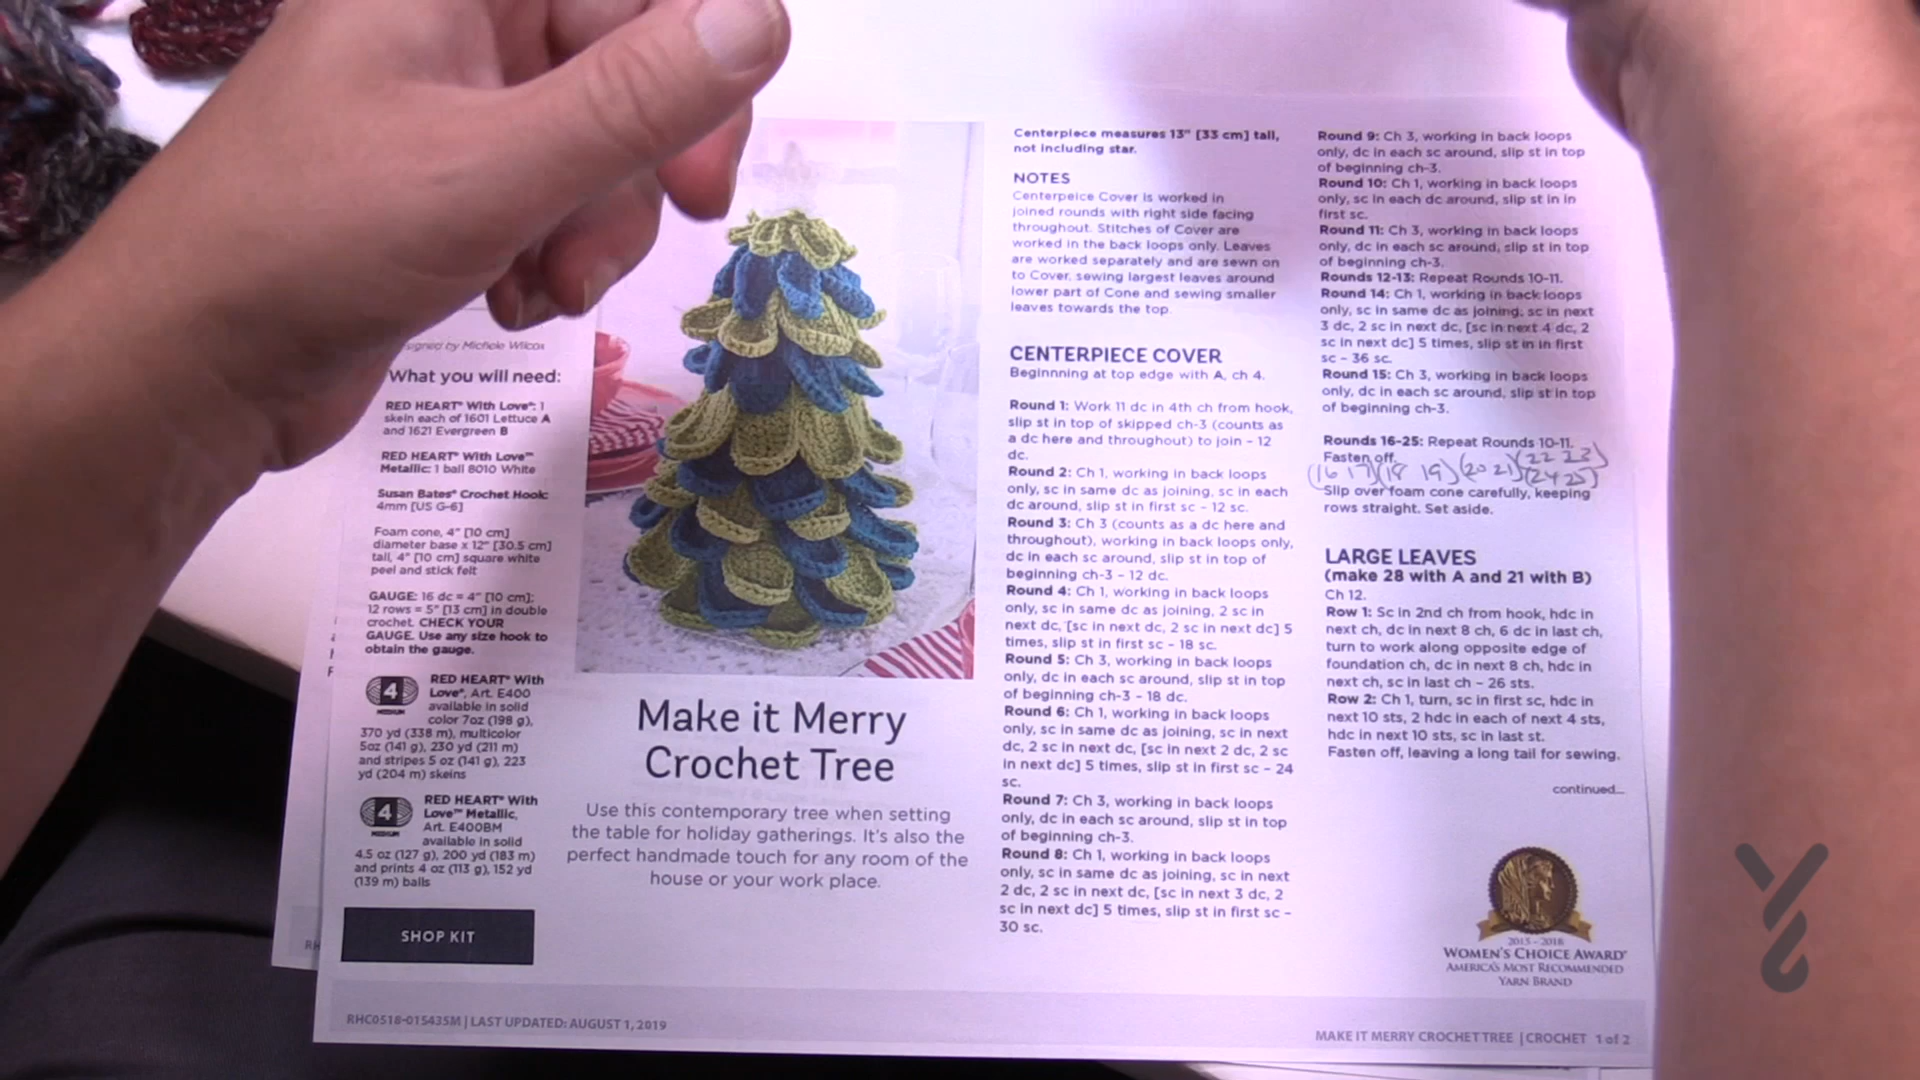 signed by Michele Wilcox
What you will need:
RED HEART® With Love®: 1
skein each of 1601 Lettuce A
and 1621 Evergreen B
RED HEART® With Love™
Metallic: 1 ball 8010 White
Susan Bates® Crochet Hook:
4mm [US G-6]
Foam cone, 4" [10 cm]
diameter base x 12" [30.5 cm]
tall, 4" [10 cm] square white
peel and stick felt
GAUGE: 16 dc = 4" [10 cm];
12 rows = 5" [13 cm] in double
crochet. CHECK YOUR
GAUGE. Use any size hook to
obtain the gauge.
4
MEDIUM
RED HEART® With
Love®, Art. E400
available in solid
color 7oz (198 g),
370 yd (338 m), multicolor
5oz (141 g), 230 yd (211 m)
and stripes 5 oz (141 g), 223
yd (204 m) skeins
4
MEDIUM
RED HEART® With
Love™ Metallic,
Art. E400BM
available in solid
4.5 oz (127 g), 200 yd (183 m)
and prints 4 oz (113 g), 152 yd
(139 m) balls
SHOP KIT
Make it Merry
Crochet Tree
Use this contemporary tree when setting
the table for holiday gatherings. It's also the
perfect handmade touch for any room of the
house or your work place.
Centerpiece measures 13" [33 cm] tall,
not including star.
NOTES
Centerpeice Cover is worked in
joined rounds with right side facing
throughout. Stitches of Cover are
worked in the back loops only. Leaves
are worked separately and are sewn on
to Cover, sewing largest leaves around
lower part of Cone and sewing smaller
leaves towards the top.
CENTERPIECE COVER
Beginnning at top edge with A, ch 4.
Round 1: Work 11 dc in 4th ch from hook,
slip st in top of skipped ch-3 (counts as
a dc here and throughout) to join – 12
dc.
Round 2: Ch 1, working in back loops
only, sc in same dc as joining, sc in each
dc around, slip st in first sc – 12 sc.
Round 3: Ch 3 (counts as a dc here and
throughout), working in back loops only,
dc in each sc around, slip st in top of
beginning ch-3 – 12 dc.
Round 4: Ch 1, working in back loops
only, sc in same dc as joining, 2 sc in
next dc, [sc in next dc, 2 sc in next dc] 5
times, slip st in first sc – 18 sc.
Round 5: Ch 3, working in back loops
only, dc in each sc around, slip st in top
of beginning ch-3 – 18 dc.
Round 6: Ch 1, working in back loops
only, sc in same dc as joining, sc in next
dc, 2 sc in next dc, [sc in next 2 dc, 2 sc
in next dc] 5 times, slip st in first sc – 24
sc.
Round 7: Ch 3, working in back loops
only, dc in each sc around, slip st in top
of beginning ch-3.
Round 8: Ch 1, working in back loops
only, sc in same dc as joining, sc in next
2 dc, 2 sc in next dc, [sc in next 3 dc, 2
sc in next dc] 5 times, slip st in first sc –
30 sc.
Round 9: Ch 3, working in back loops
only, dc in each sc around, slip st in top
of beginning ch-3.
Round 10: Ch 1, working in back loops
only, sc in each dc around, slip st in in
first sc.
Round 11: Ch 3, working in back loops
only, dc in each sc around, slip st in top
of beginning ch-3.
Rounds 12-13: Repeat Rounds 10-11.
Round 14: Ch 1, working in back loops
only, sc in same dc as joining, sc in next
3 dc, 2 sc in next dc, [sc in next 4 dc, 2
sc in next dc] 5 times, slip st in in first
sc – 36 sc.
Round 15: Ch 3, working in back loops
only, dc in each sc around, slip st in top
of beginning ch-3.
Rounds 16-25: Repeat Rounds 10-11.
Fasten off.
(16 17)(18 19)(20 21)(22 23)
(24 25)
Slip over foam cone carefully, keeping
rows straight. Set aside.
LARGE LEAVES
(make 28 with A and 21 with B)
Ch 12.
Row 1: Sc in 2nd ch from hook, hdc in
next ch, dc in next 8 ch, 6 dc in last ch,
turn to work along opposite edge of
foundation ch, dc in next 8 ch, hdc in
next ch, sc in last ch – 26 sts.
Row 2: Ch 1, turn, sc in first sc, hdc in
next 10 sts, 2 hdc in each of next 4 sts,
hdc in next 10 sts, sc in last st.
Fasten off, leaving a long tail for sewing.
continued...
2015 - 2018
WOMEN'S CHOICE AWARD®
AMERICA'S MOST RECOMMENDED
YARN BRAND
RHC0518-015435M | LAST UPDATED: AUGUST 1, 2019
MAKE IT MERRY CROCHET TREE | CROCHET 1 of 2